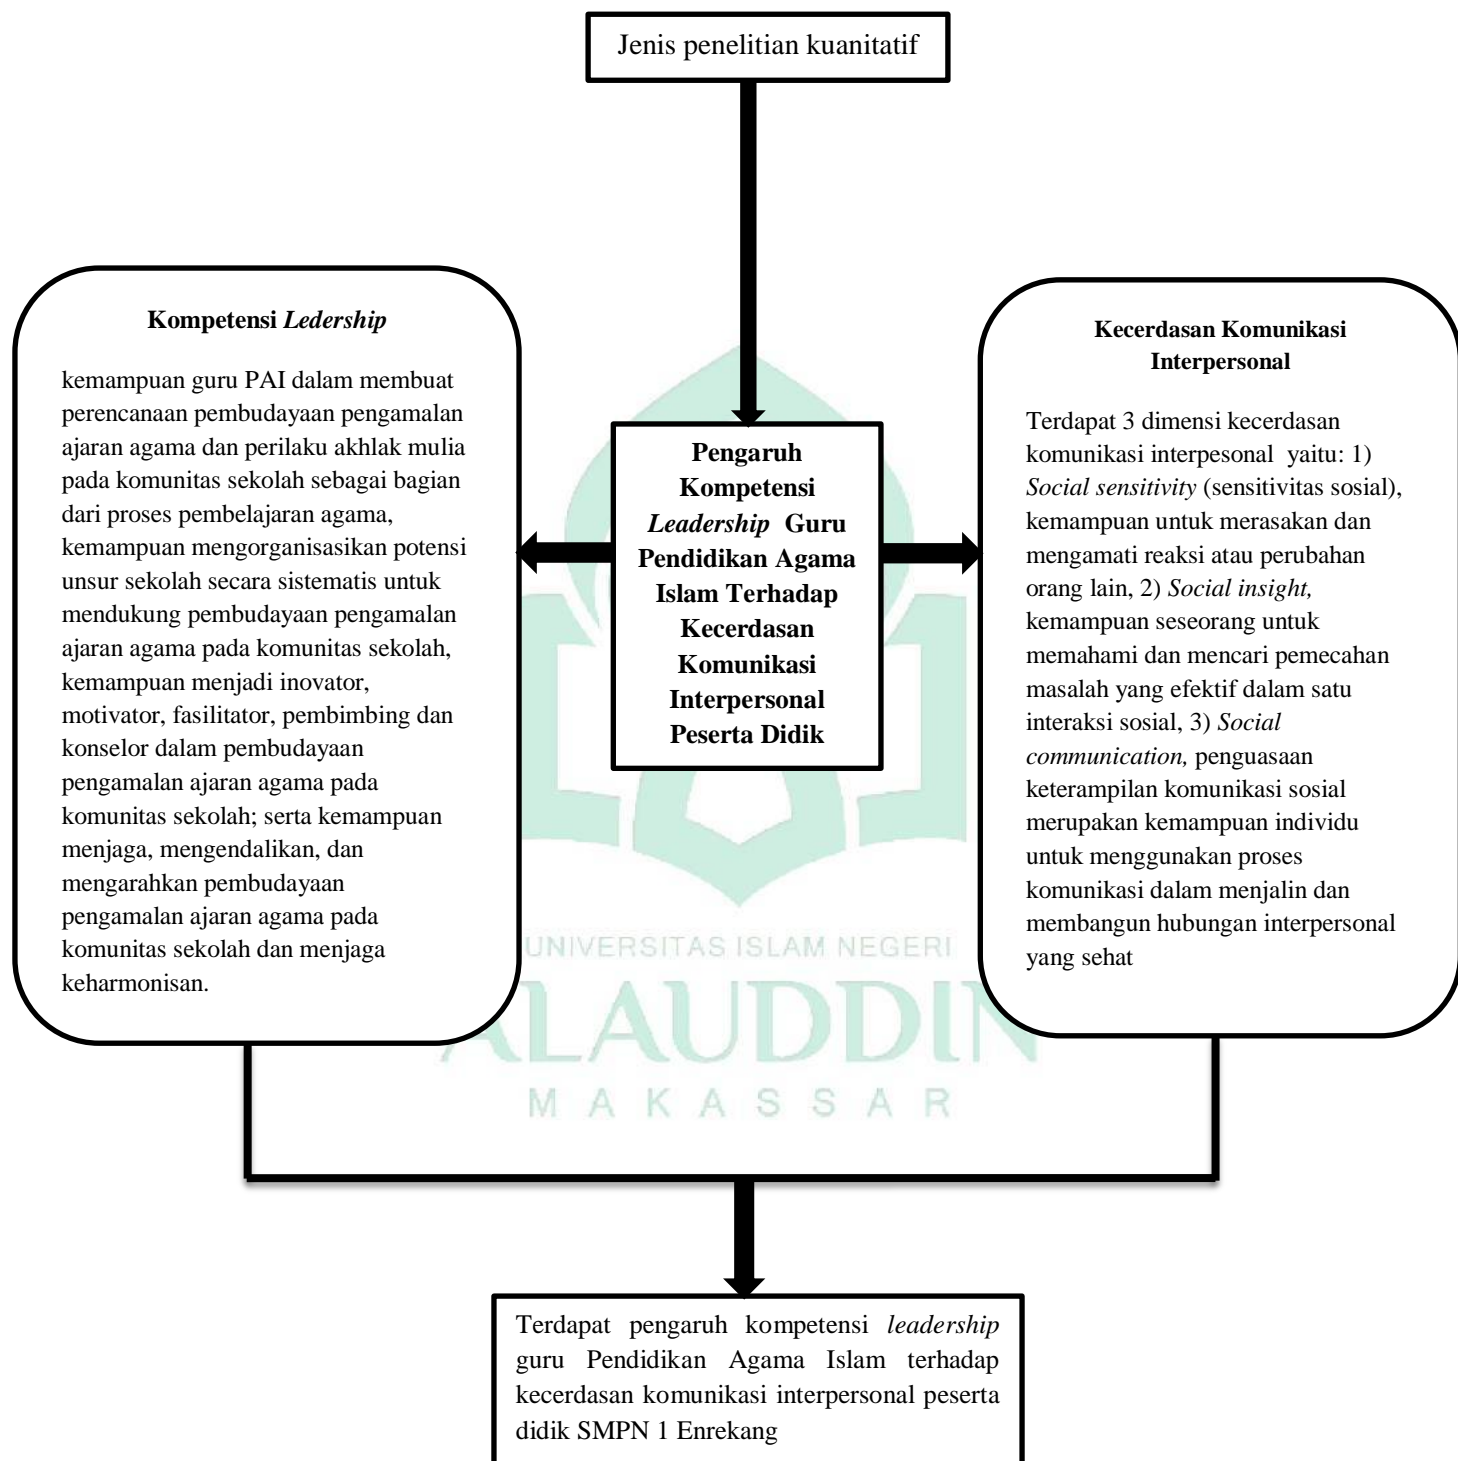 Jenis penelitian kuanitatif
Kompetensi Ledership
kemampuan guru PAI dalam membuat
perencanaan pembudayaan pengamalan
ajaran agama dan perilaku akhlak mulia
pada komunitas sekolah sebagai bagian
dari proses pembelajaran agama,
kemampuan mengorganisasikan potensi
unsur sekolah secara sistematis untuk
mendukung pembudayaan pengamalan
ajaran agama pada komunitas sekolah,
kemampuan menjadi inovator,
motivator, fasilitator, pembimbing dan
konselor dalam pembudayaan
pengamalan ajaran agama pada
komunitas sekolah; serta kemampuan
menjaga, mengendalikan, dan
mengarahkan pembudayaan
pengamalan ajaran agama pada
komunitas sekolah dan menjaga
keharmonisan.
Pengaruh
Kompetensi
Leadership Guru
Pendidikan Agama
Islam Terhadap
Kecerdasan
Komunikasi
Interpersonal
Peserta Didik
Kecerdasan Komunikasi
Interpersonal
Terdapat 3 dimensi kecerdasan
komunikasi interpesonal yaitu: 1)
Social sensitivity (sensitivitas sosial),
kemampuan untuk merasakan dan
mengamati reaksi atau perubahan
orang lain, 2) Social insight,
kemampuan seseorang untuk
memahami dan mencari pemecahan
masalah yang efektif dalam satu
interaksi sosial, 3) Social
communication, penguasaan
keterampilan komunikasi sosial
merupakan kemampuan individu
untuk menggunakan proses
komunikasi dalam menjalin dan
membangun hubungan interpersonal
yang sehat
UNIVERSITAS ISLAM NEGERI
ALAUDDIN
MAKASSAR
Terdapat pengaruh kompetensi leadership
guru Pendidikan Agama Islam terhadap
kecerdasan komunikasi interpersonal peserta
didik SMPN 1 Enrekang